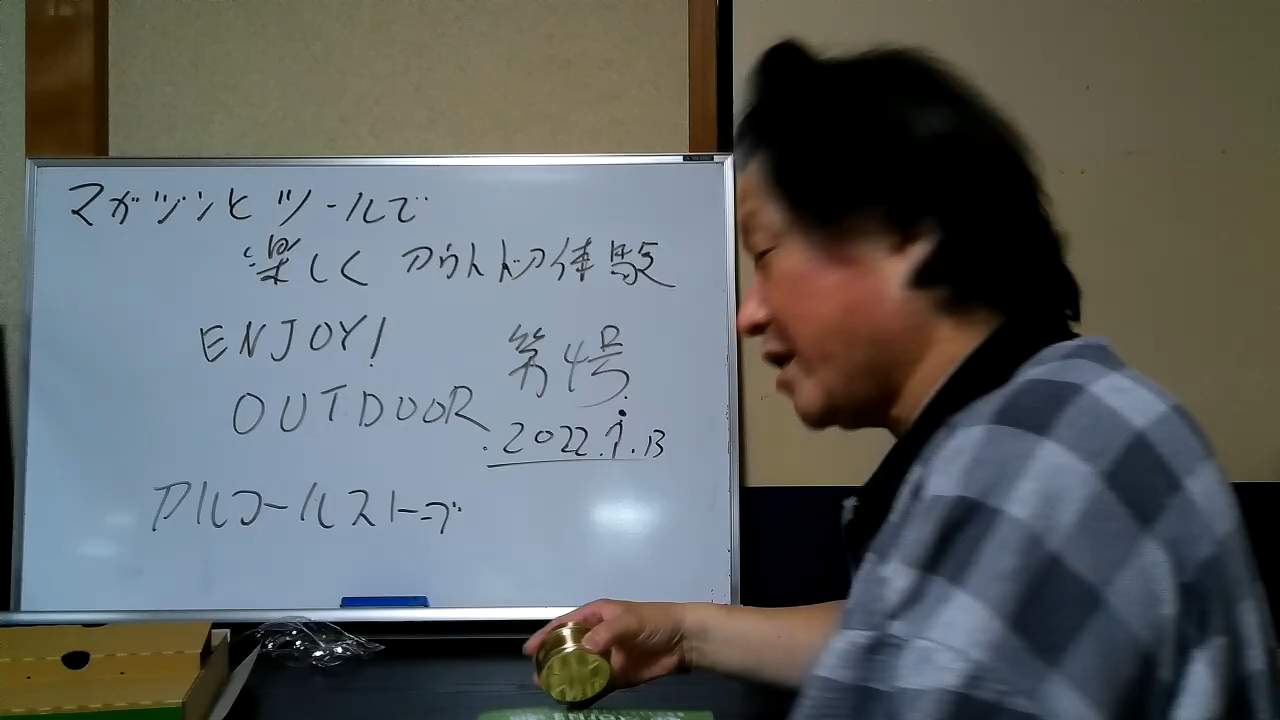 マガジンとツールで
楽しくアウトドア体験
ENJOY!
OUTDOOR
第4号
2022.9.13
アルコールストーブ